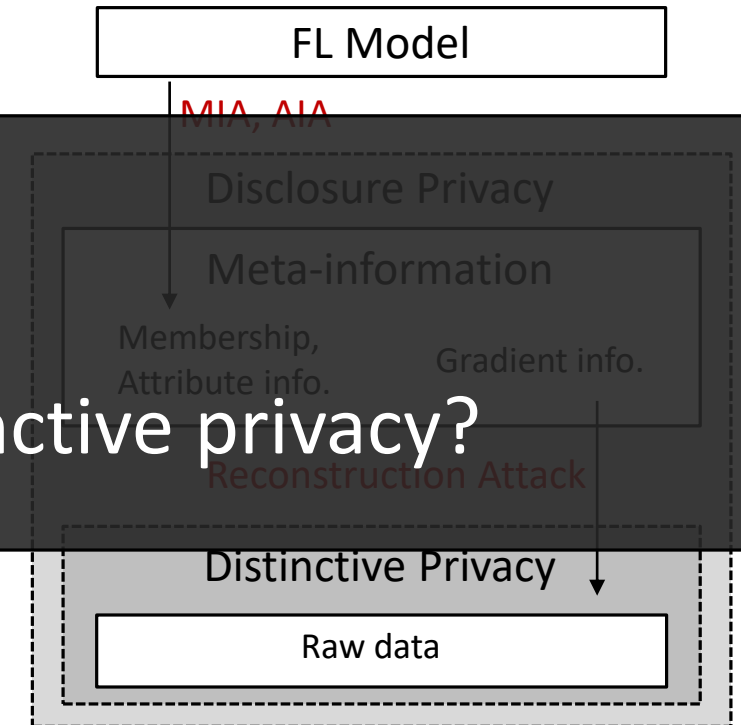 FL Model
MIA, AIA
Disclosure Privacy
Meta-information
Membership,
Attribute info.
Gradient info.
privacy?
Reconstruction Attack
Distinctive Privacy
Raw data